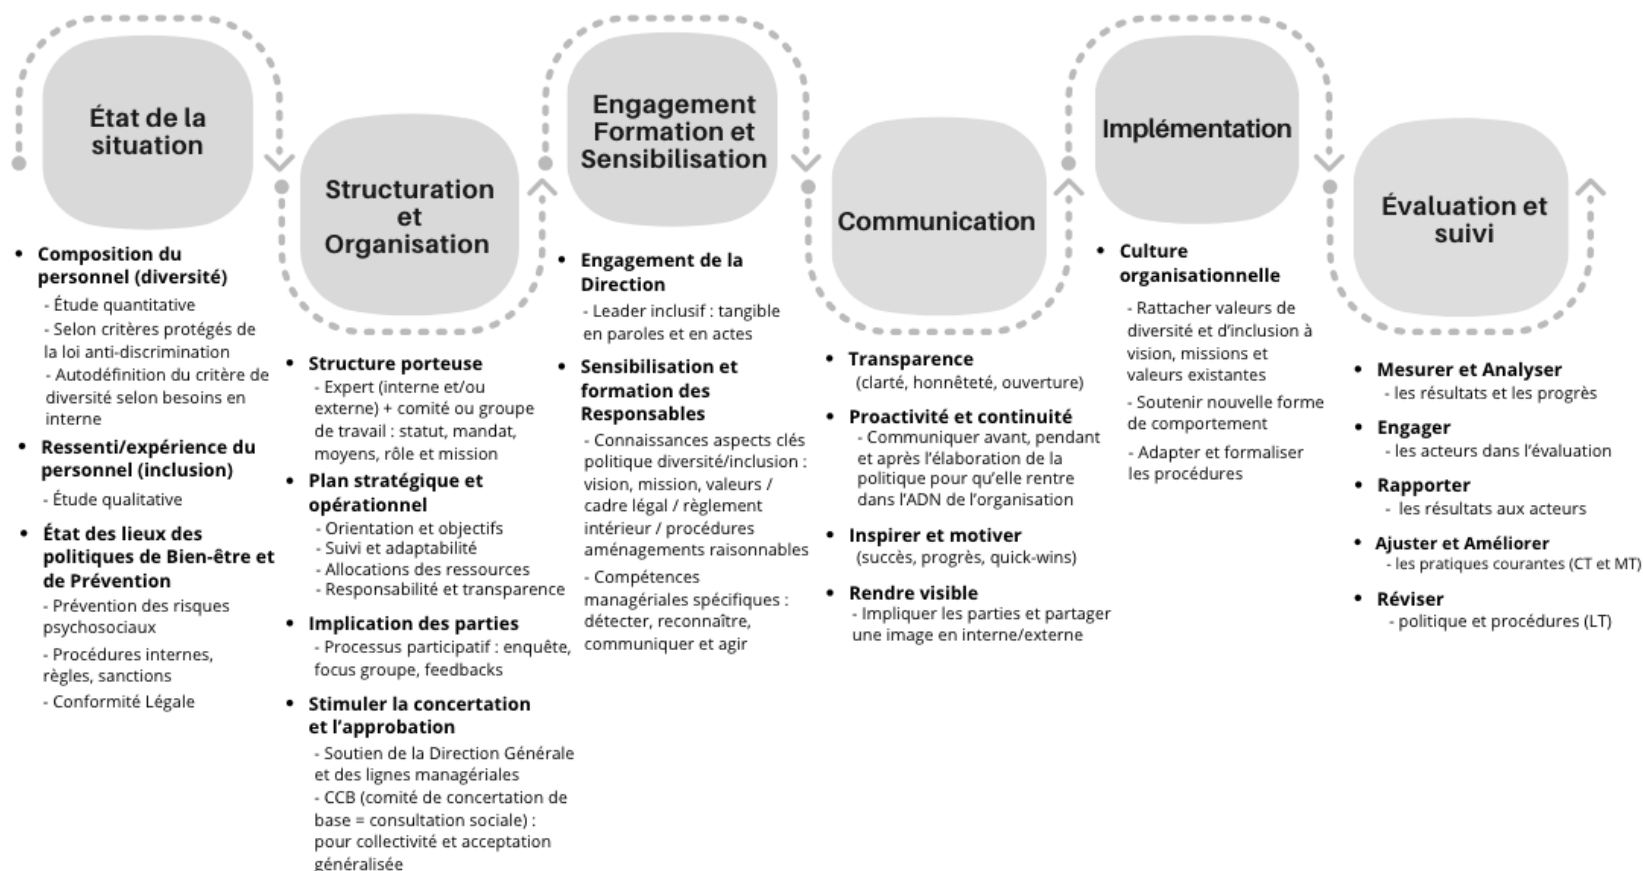 État de la
situation
• Composition du
personnel (diversité)
- Étude quantitative
- Selon critères protégés de
la loi anti-discrimination
- Autodéfinition du critère de
diversité selon besoins en
interne
• Ressenti/expérience du
personnel (inclusion)
- Étude qualitative
• État des lieux des
politiques de Bien-être et
de Prévention
- Prévention des risques
psychosociaux
- Procédures internes,
règles, sanctions
- Conformité Légale
Structuration
et
Organisation
• Structure porteuse
- Expert (interne et/ou
externe) + comité ou groupe
de travail : statut, mandat,
moyens, rôle et mission
• Plan stratégique et
opérationnel
- Orientation et objectifs
- Suivi et adaptabilité
- Allocations des ressources
- Responsabilité et transparence
• Implication des parties
- Processus participatif : enquête,
focus groupe, feedbacks
• Stimuler la concertation
et l'approbation
- Soutien de la Direction Générale
et des lignes managériales
- CCB (comité de concertation de
base = consultation sociale) :
pour collectivité et acceptation
généralisée
Engagement
Formation et
Sensibilisation
• Engagement de la
Direction
- Leader inclusif : tangible
en paroles et en actes
• Sensibilisation et
formation des
Responsables
- Connaissances aspects clés
politique diversité/inclusion :
vision, mission, valeurs /
cadre légal / règlement
intérieur / procédures
aménagements raisonnables
- Compétences
managériales spécifiques :
détecter, reconnaître,
communiquer et agir
Communication
• Transparence
(clarté, honnêteté, ouverture)
• Proactivité et continuité
- Communiquer avant, pendant
et après l'élaboration de la
politique pour qu'elle rentre
dans l'ADN de l'organisation
• Inspirer et motiver
(succès, progrès, quick-wins)
• Rendre visible
- Impliquer les parties et partager
une image en interne/externe
Implémentation
• Culture
organisationnelle
- Rattacher valeurs de
diversité et d'inclusion à
vision, missions et
valeurs existantes
- Soutenir nouvelle forme
de comportement
- Adapter et formaliser
les procédures
Évaluation et
suivi
• Mesurer et Analyser
- les résultats et les progrès
• Engager
- les acteurs dans l'évaluation
• Rapporter
- les résultats aux acteurs
• Ajuster et Améliorer
- les pratiques courantes (CT et MT)
• Réviser
- politique et procédures (LT)